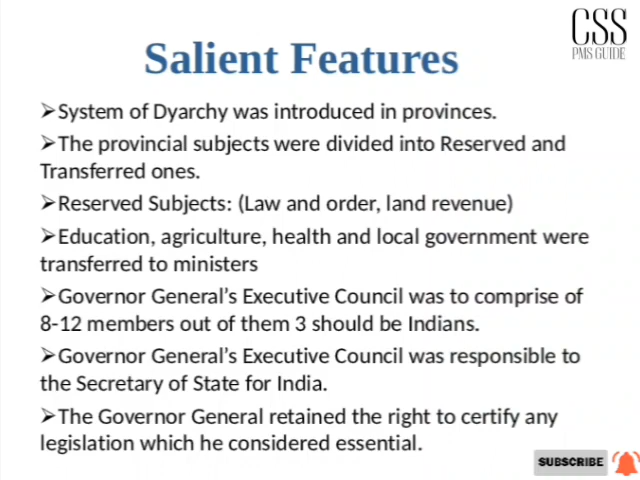 CSS
PMS GUIDE
Salient Features
➢System of Dyarchy was introduced in provinces.
➢The provincial subjects were divided into Reserved and
Transferred ones.
➢Reserved Subjects: (Law and order, land revenue)
➢Education, agriculture, health and local government were
transferred to ministers
➢Governor General’s Executive Council was to comprise of
8-12 members out of them 3 should be Indians.
➢Governor General’s Executive Council was responsible to
the Secretary of State for India.
➢The Governor General retained the right to certify any
legislation which he considered essential.
SUBSCRIBE